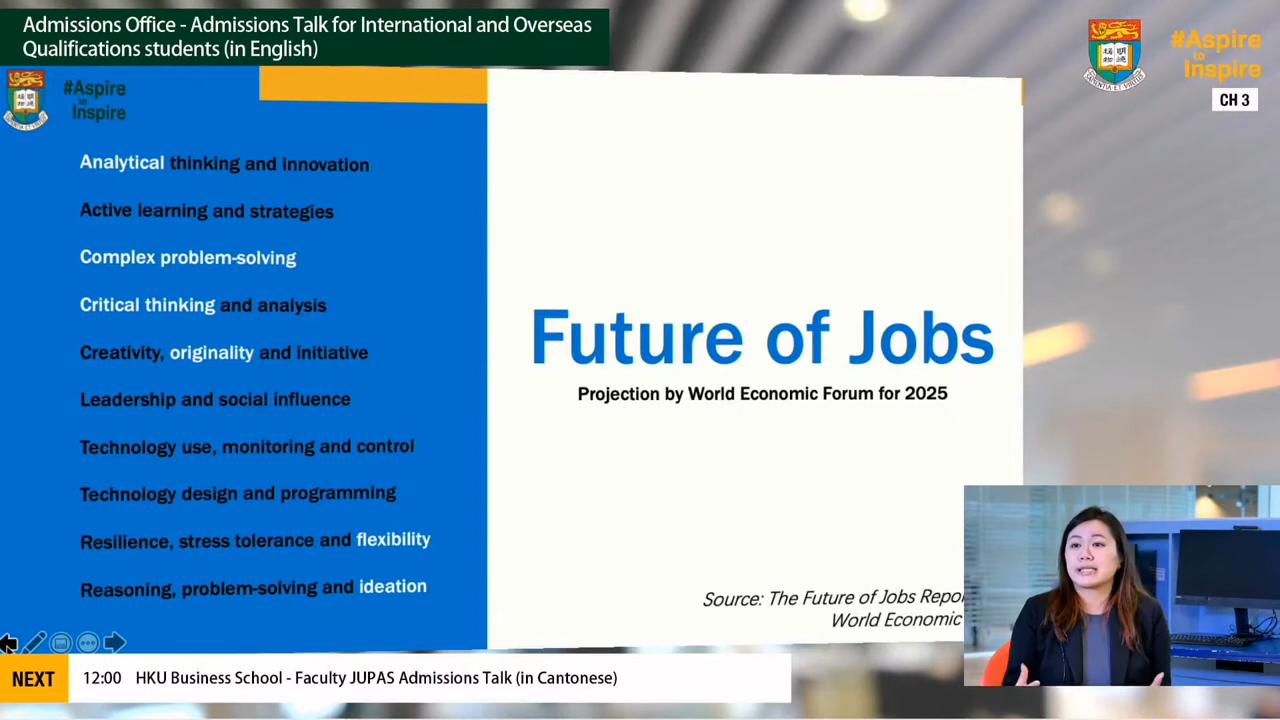 Admissions Office - Admissions Talk for International and Overseas
Qualifications students (in English)
#Aspire
to
Inspire
CH 3
#Aspire
to
Inspire
Analytical thinking and innovation
Active learning and strategies
Complex problem-solving
Critical thinking and analysis
Creativity, originality and initiative
Leadership and social influence
Technology use, monitoring and control
Technology design and programming
Resilience, stress tolerance and flexibility
Reasoning, problem-solving and ideation
Future of Jobs
Projection by World Economic Forum for 2025
Source: The Future of Jobs Repor
World Economic
NEXT
12:00 HKU Business School - Faculty JUPAS Admissions Talk (in Cantonese)